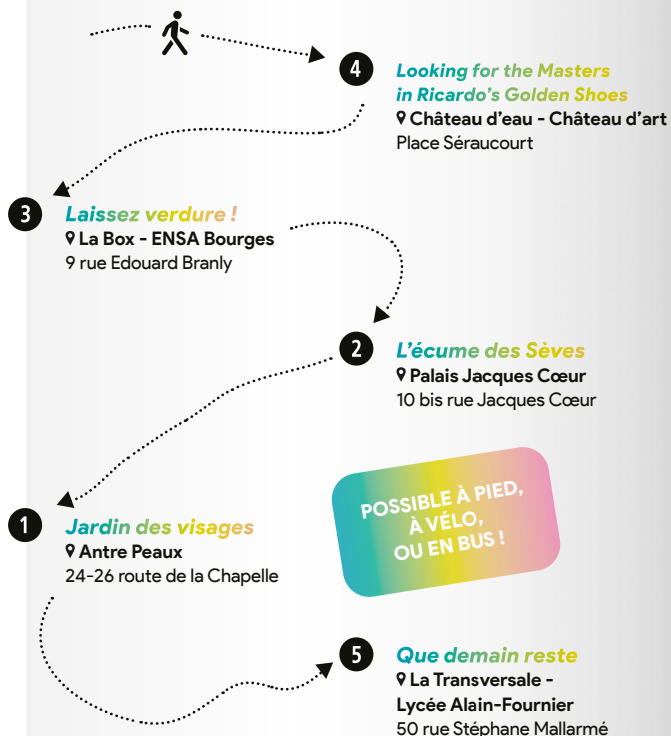 4
Looking for the Masters
in Ricardo's Golden Shoes
Château d'eau - Château d'art
Place Séraucourt
3
Laissez verdure !
La Box - ENSA Bourges
9 rue Edouard Branly
2
L'écume des Sèves
Palais Jacques Cœur
10 bis rue Jacques Cœur
POSSIBLE À PIED,
À VÉLO,
OU EN BUS !
1
Jardin des visages
Antre Peaux
24-26 route de la Chapelle
5
Que demain reste
La Transversale -
Lycée Alain-Fournier
50 rue Stéphane Mallarmé